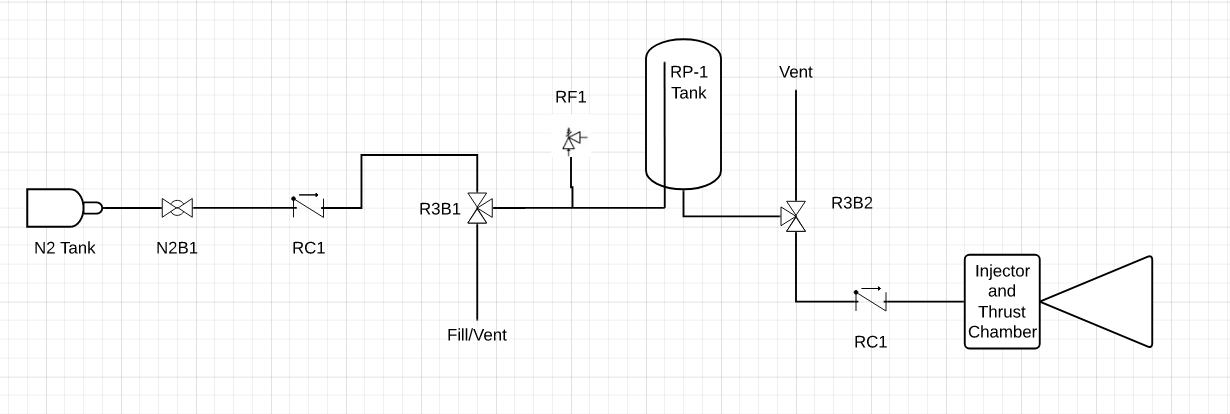 RP-1
Tank
Vent
RF1
R3B2
R3B1
N2 Tank
N2B1
RC1
Injector
and
Thrust
Chamber
Fill/Vent
RC1